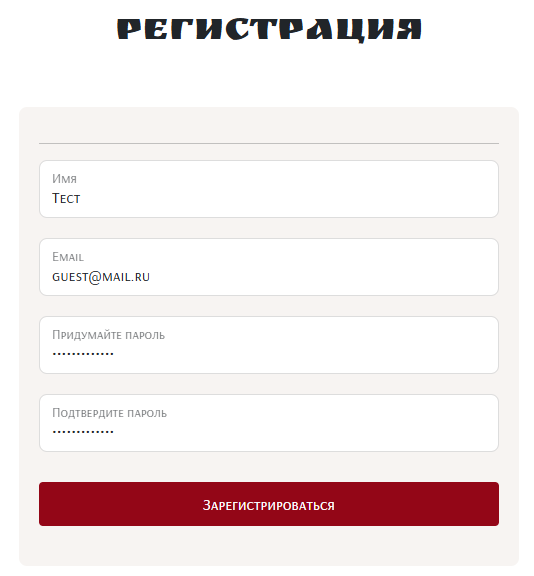 РЕГИСТРАЦИЯ
Имя
Тест
Email
guest@mail.ru
Придумайте пароль
•••••••••••••
Подтвердите пароль
•••••••••••••
Зарегистрироваться